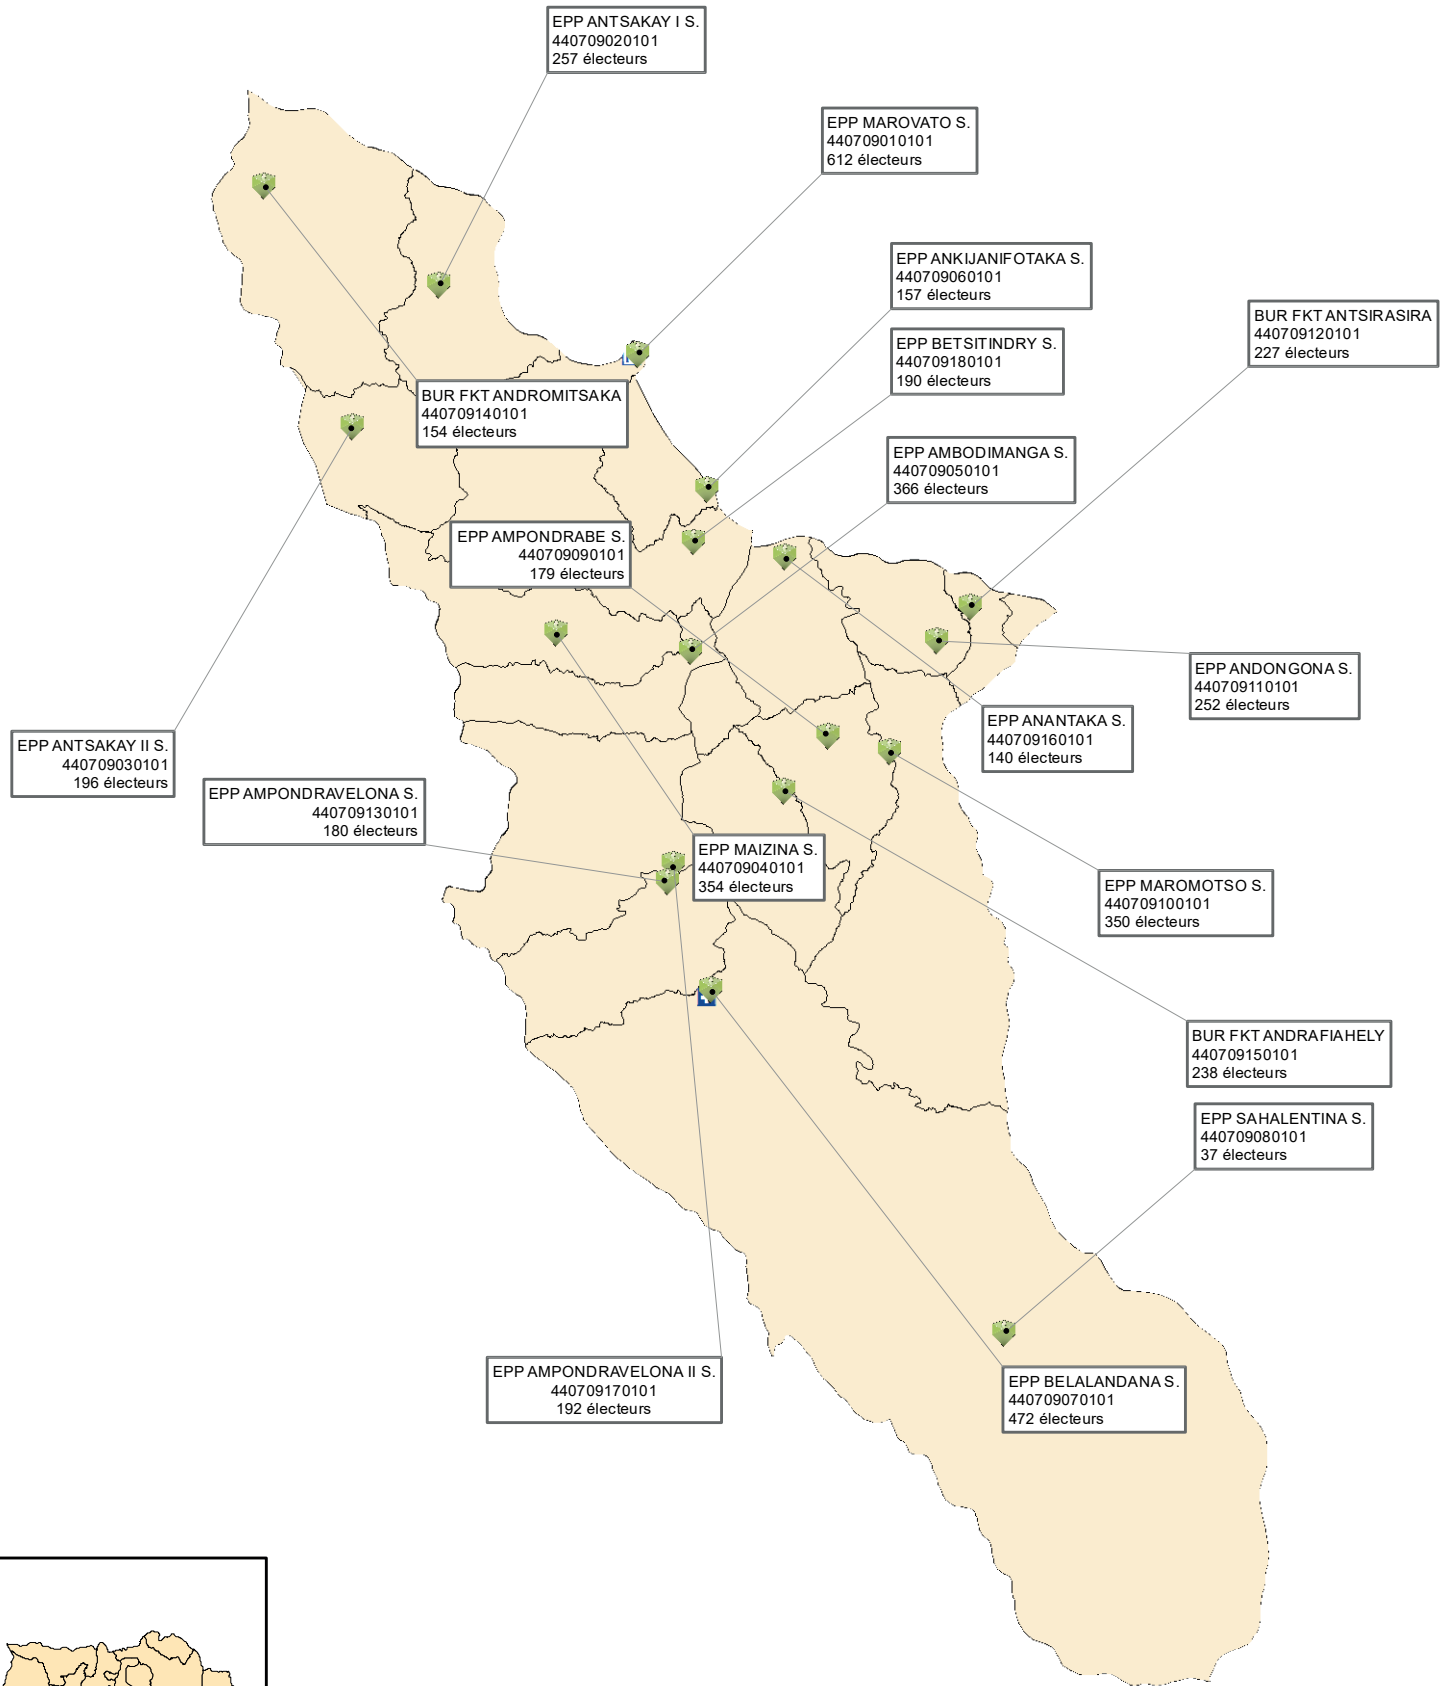 EPP ANTSAKAY I S.
440709020101
257 électeurs
EPP MAROVATO S.
440709010101
612 électeurs
EPP ANKIJANIFOTAKA S.
440709060101
157 électeurs
BUR FKT ANTSIRASIRA
440709120101
227 électeurs
EPP BETSITINDRY S.
440709180101
190 électeurs
BUR FKT ANDROMITSAKA
440709140101
154 électeurs
EPP AMBODIMANGA S.
440709050101
366 électeurs
EPP AMPONDRABE S.
440709090101
179 électeurs
EPP ANDONGONA S.
440709110101
252 électeurs
EPP ANANTAKA S.
440709160101
140 électeurs
EPP ANTSAKAY II S.
440709030101
196 électeurs
EPP AMPONDRAVELONA S.
440709130101
180 électeurs
EPP MAIZINA S.
440709040101
354 électeurs
EPP MAROMOTSO S.
440709100101
350 électeurs
BUR FKT ANDRAFIAHELY
440709150101
238 électeurs
EPP SAHALENTINA S.
440709080101
37 électeurs
EPP AMPONDRAVELONA II S.
440709170101
192 électeurs
EPP BELALANDANA S.
440709070101
472 électeurs